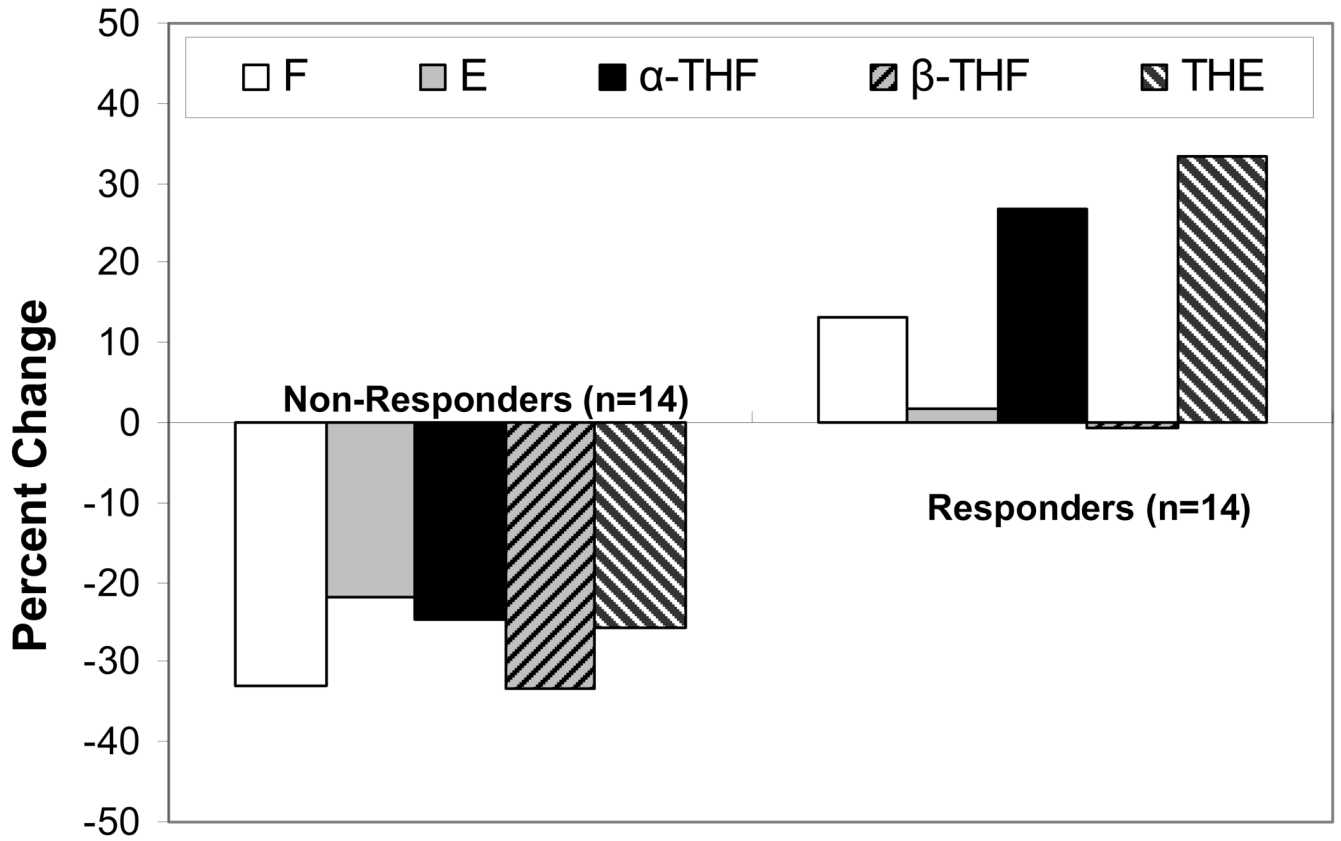 50
F E α-THF β-THF THE
40
30
20
10
Non-Responders (n=14)
0
-10
Responders (n=14)
-20
-30
-40
-50
Percent Change